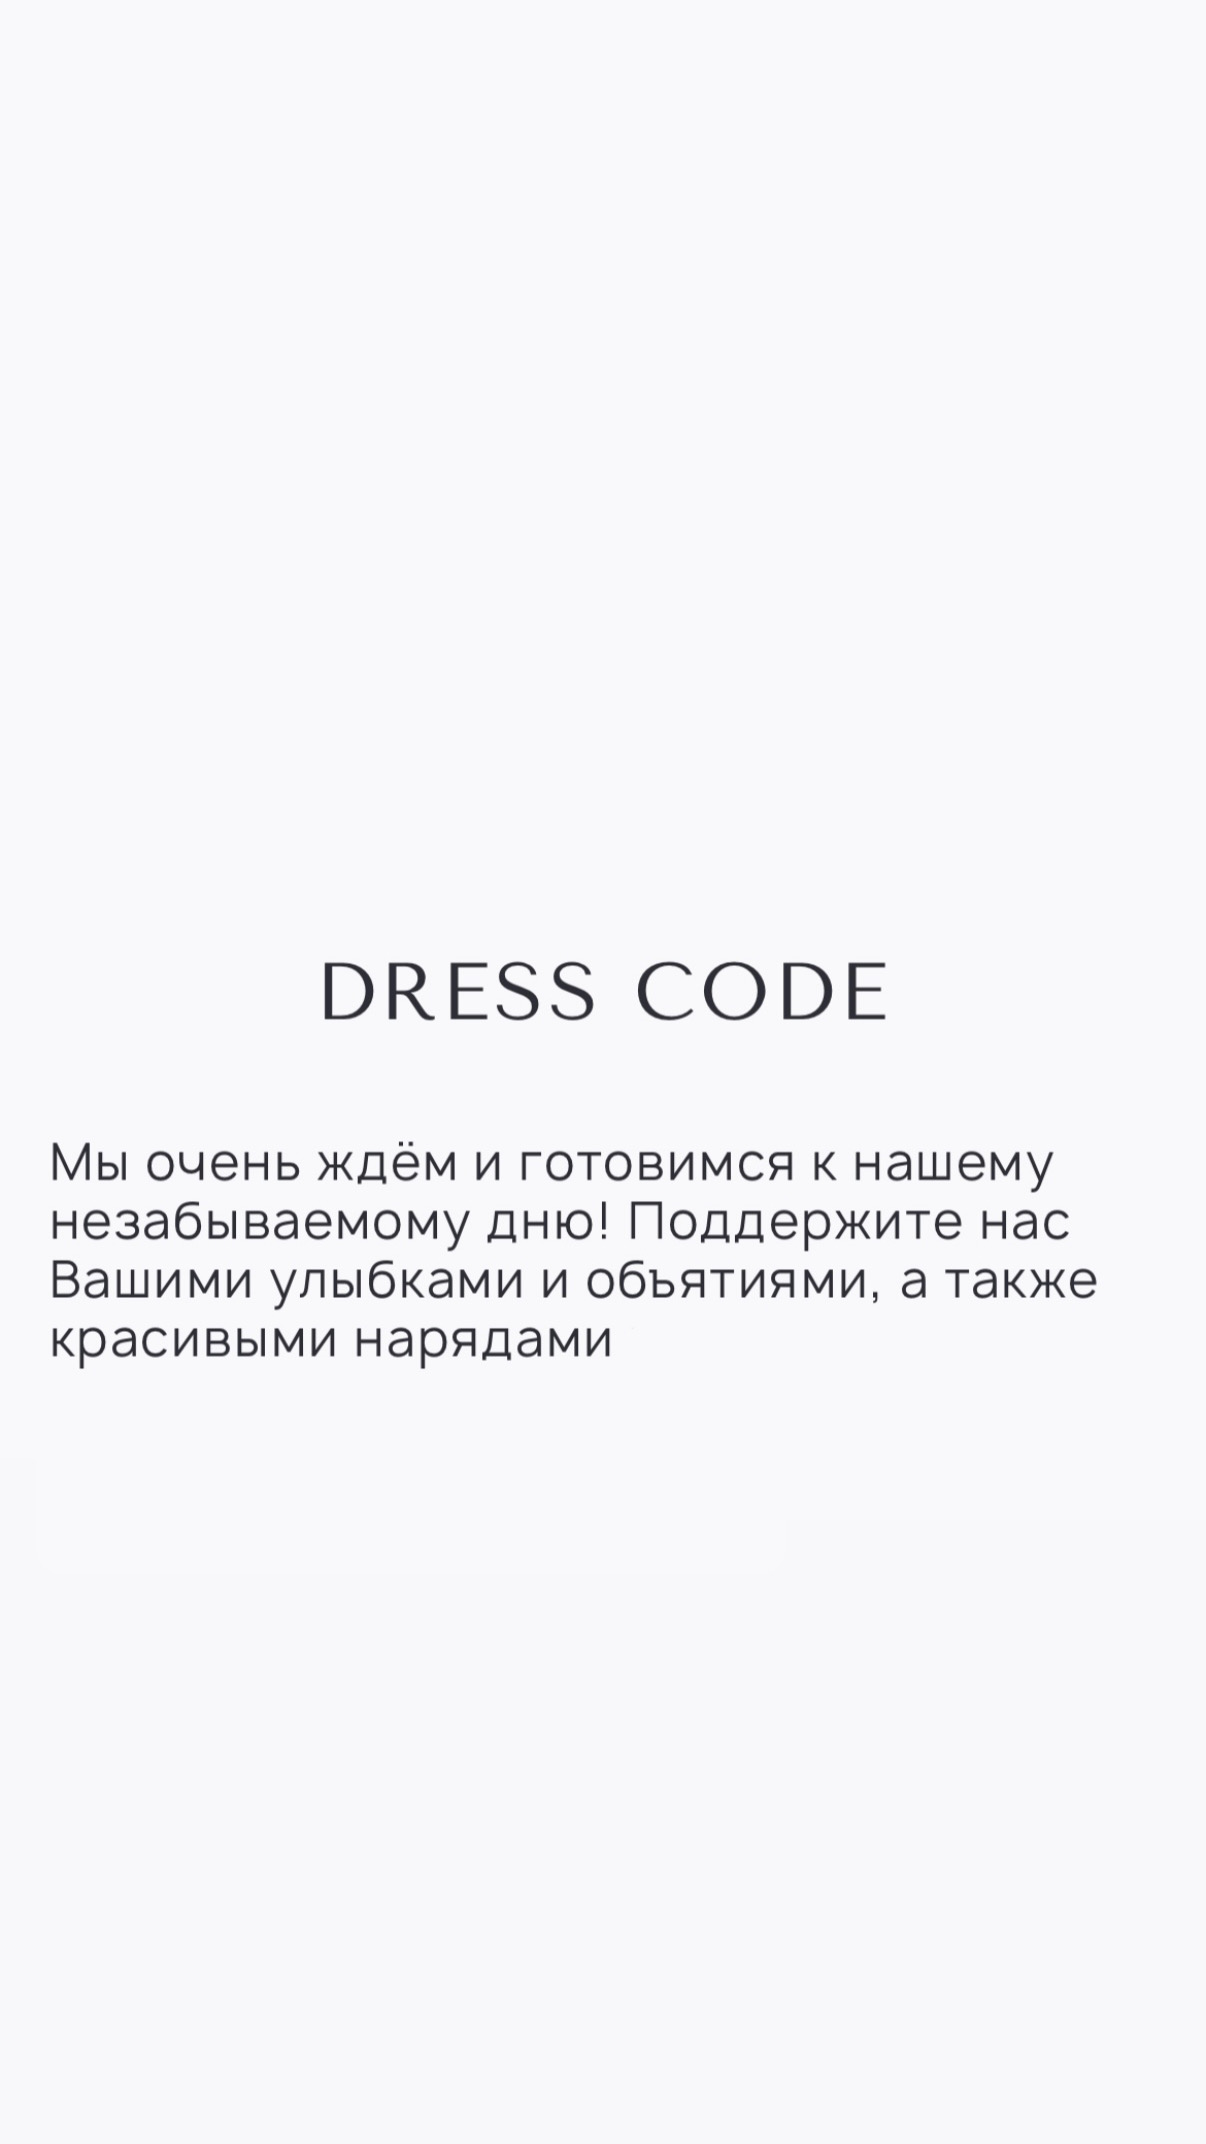 DRESS CODE
Мы очень ждём и готовимся к нашему
незабываемому дню! Поддержите нас
Вашими улыбками и объятиями, а также
красивыми нарядами